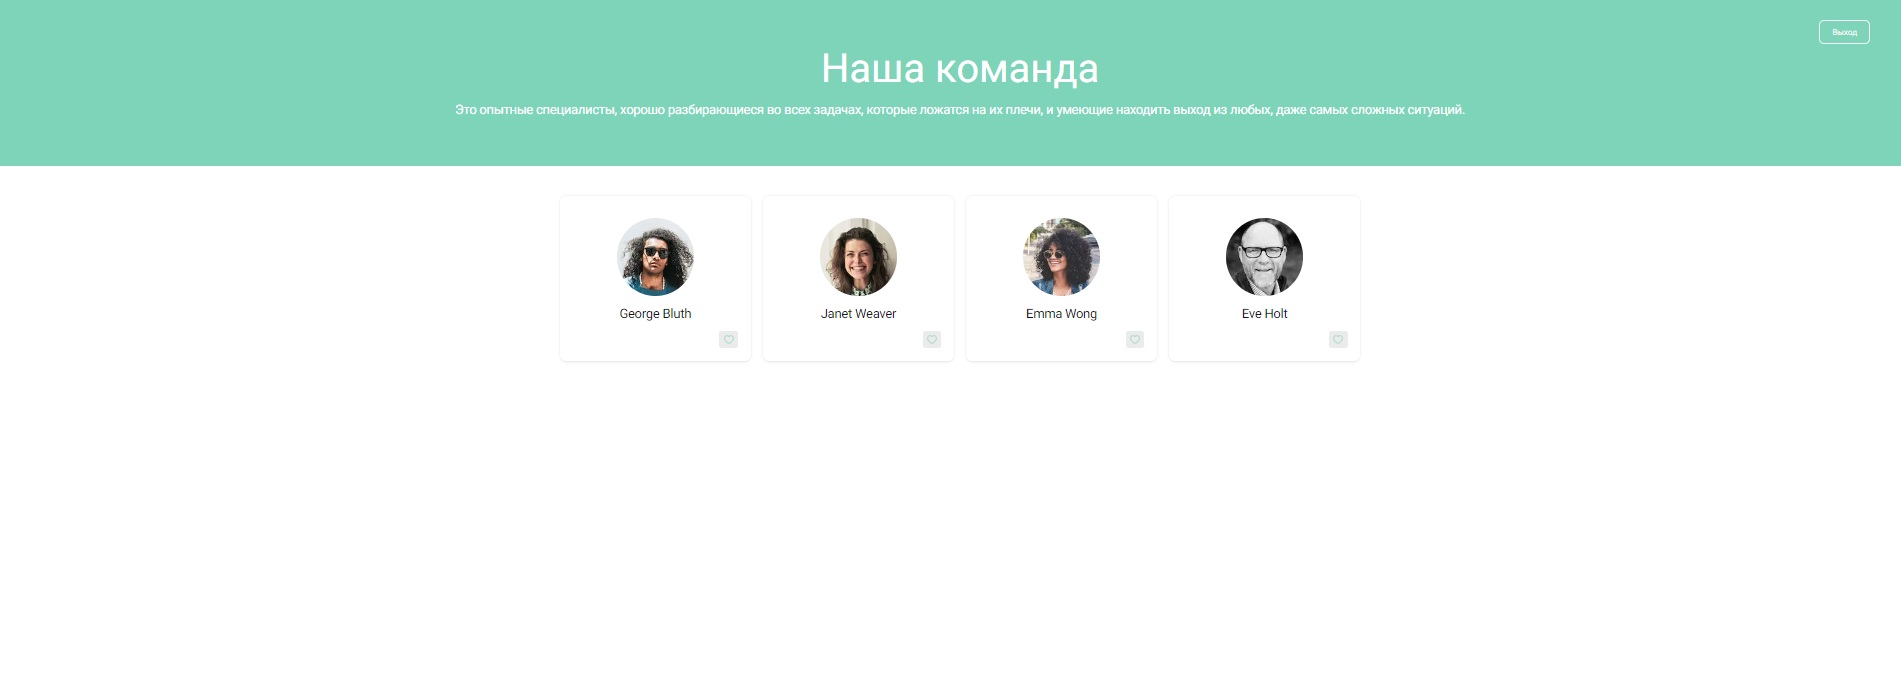 Выход
Наша команда
Это опытные специалисты, хорошо разбирающиеся во всех задачах, которые ложатся на их плечи, и умеющие находить выход из любых, даже самых сложных ситуаций.
George Bluth
Janet Weaver
Emma Wong
Eve Holt